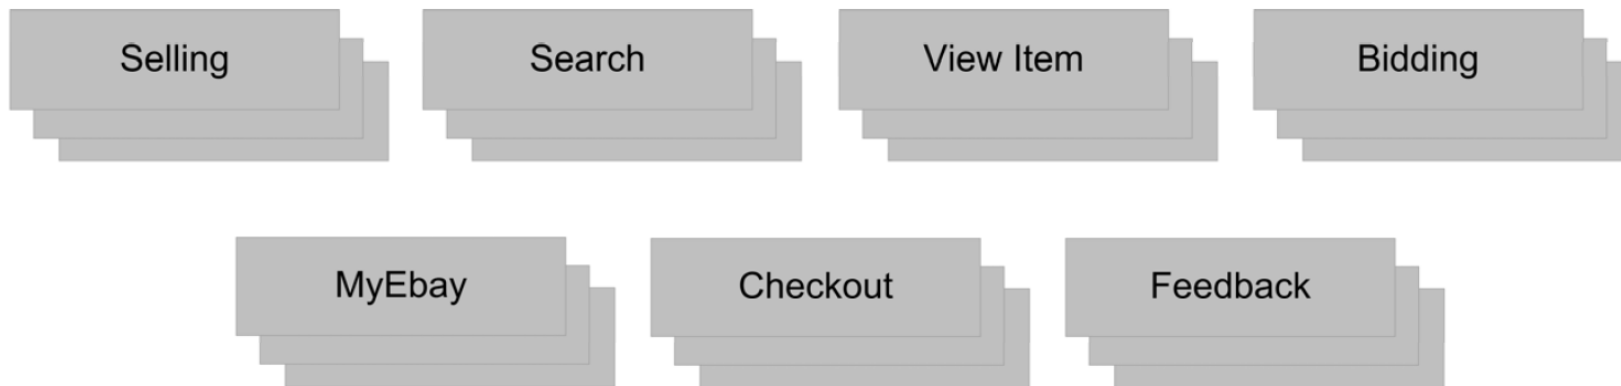 Selling
Search
View Item
Bidding
MyEbay
Checkout
Feedback